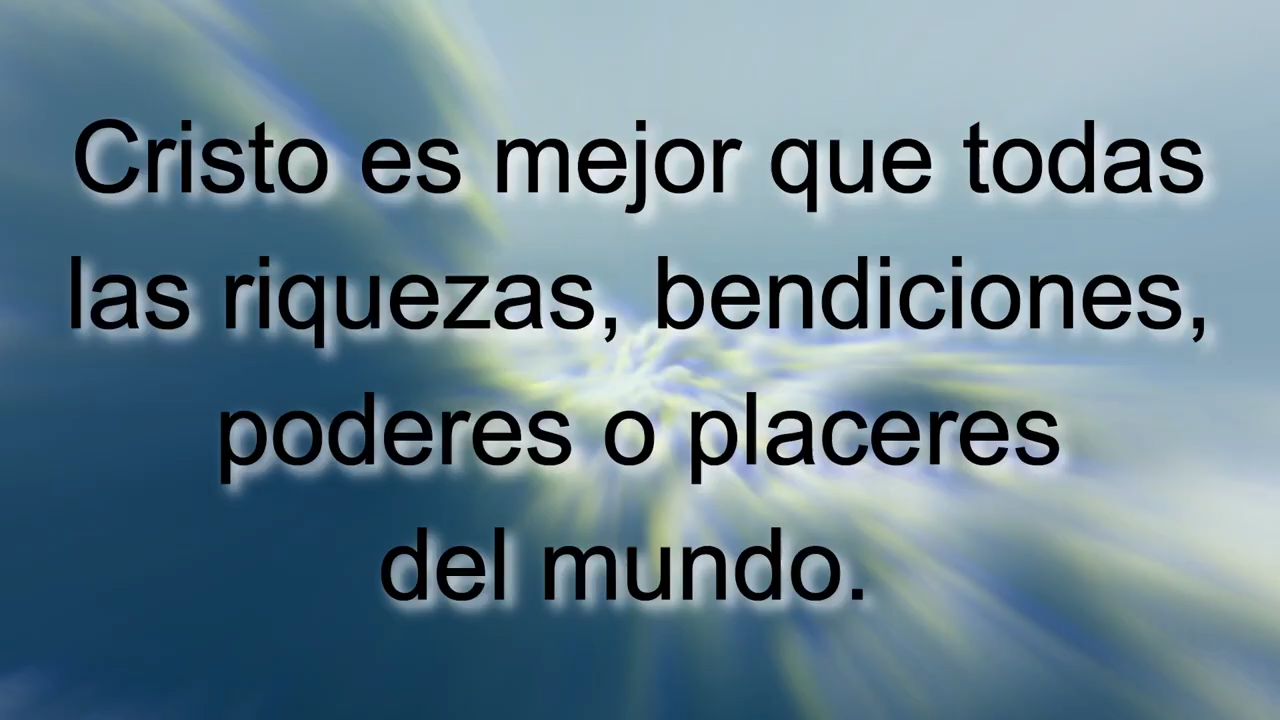 Cristo es mejor que todas
las riquezas, bendiciones,
poderes o placeres
del mundo.